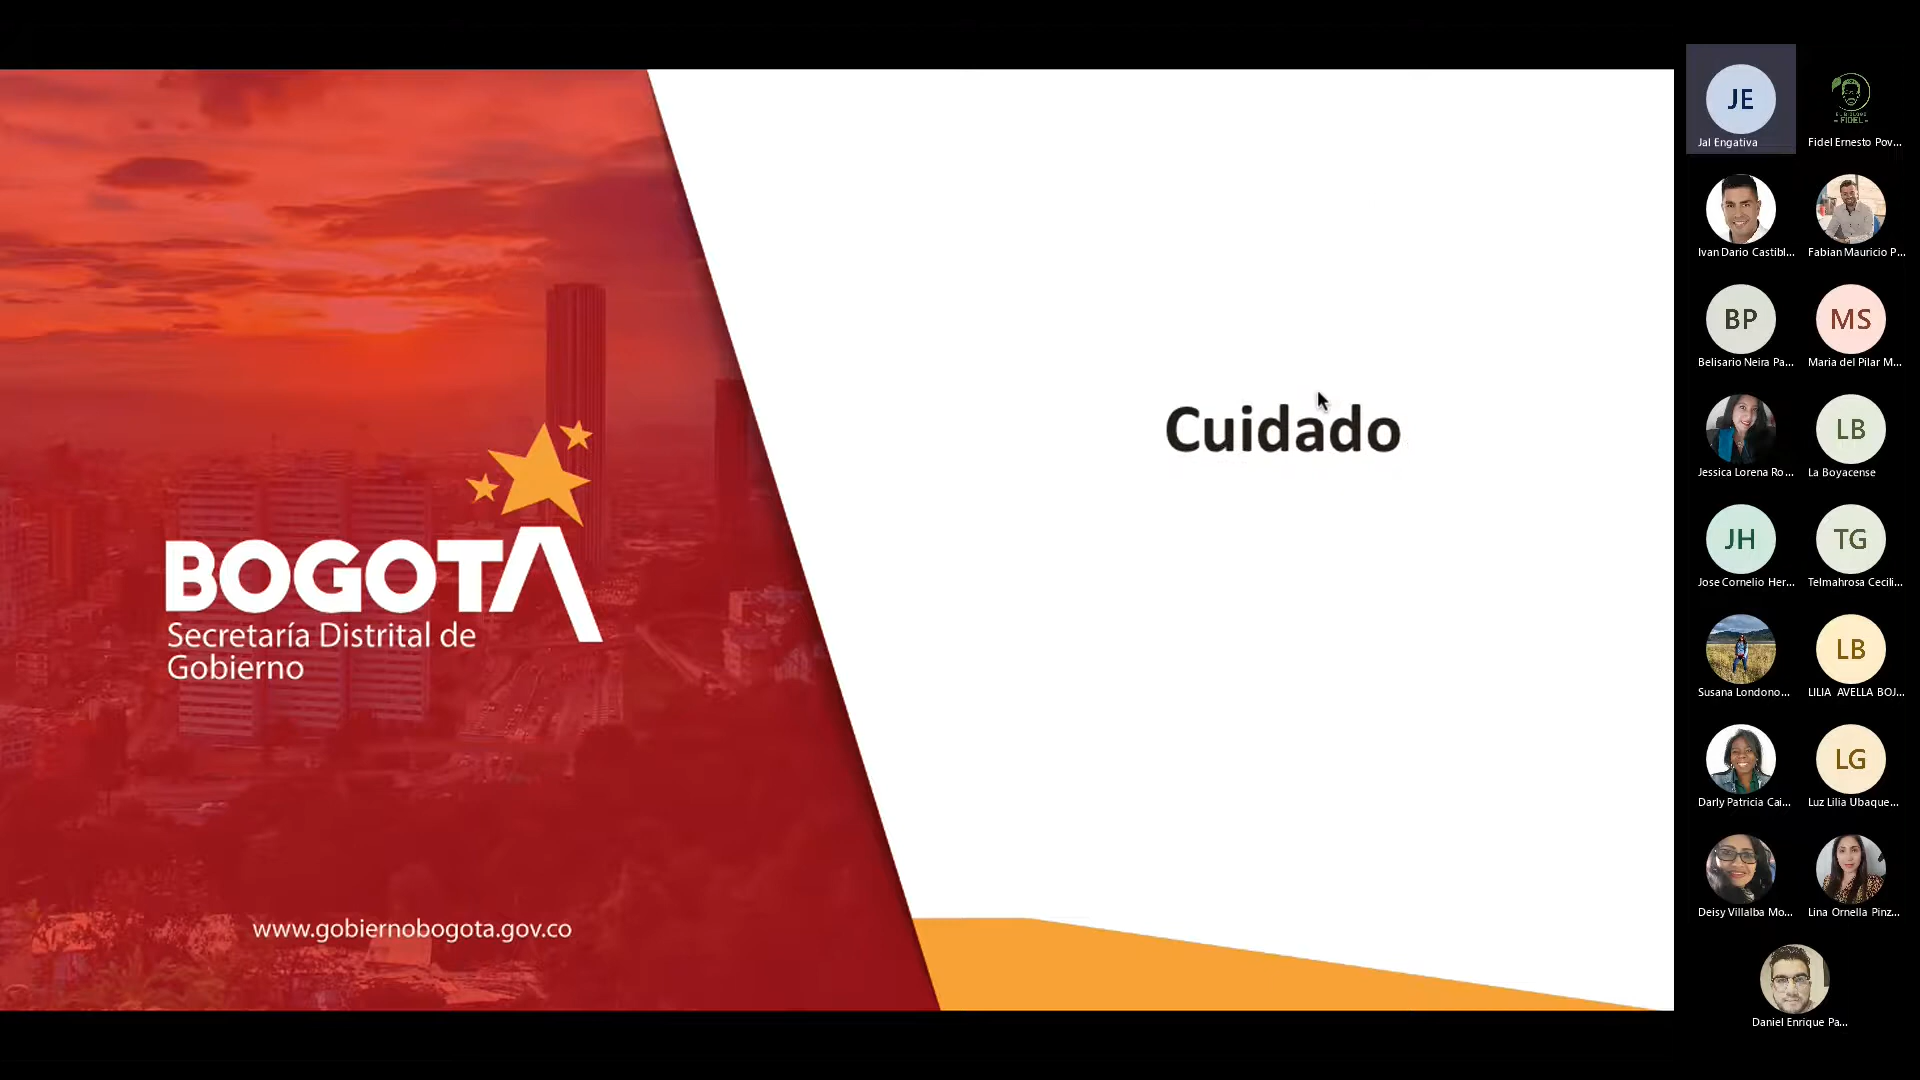 BOGOTA
Secretaría Distrital de
Gobierno
www.gobiernobogota.gov.co
Cuidado
JE
Jal Engativa
FIDEL
Fidel Ernesto Pov...
Ivan Dario Castibl...
Fabian Mauricio P...
BP
Belisario Neira Pa...
MS
Maria del Pilar M...
Jessica Lorena Ro...
LB
La Boyacense
JH
Jose Cornelio Her...
TG
Telmahrosa Cecili...
Susana Londono...
LB
LILIA AVELLA BOJ...
Darly Patricia Cai...
LG
Luz Lilia Ubaque...
Deisy Villalba Mo...
Lina Ornella Pinz...
Daniel Enrique Pa...